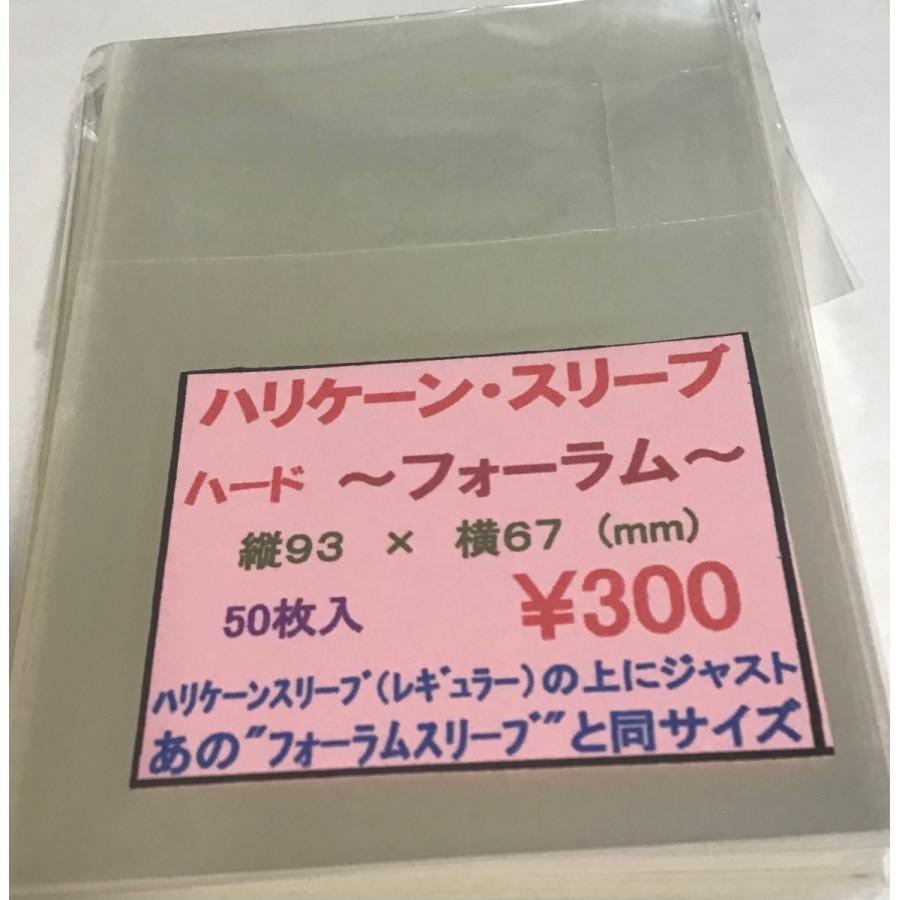 ハリケーン・スリーブ
ハード ～フォーラム～
縦93 × 横67 (mm)
50枚入 ¥300
ﾊﾘｹｰﾝｽﾘｰﾌﾞ(ﾚｷﾞｭﾗｰ)の上にジャスト
あの"ﾌｫｰﾗﾑｽﾘｰﾌﾞ"と同サイズ